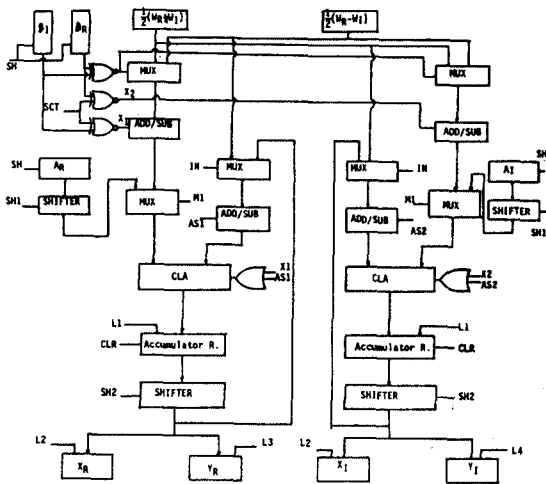 ½(W_R+W_I)
½(W_R-W_I)
B_I
B_R
SH
MUX
MUX
X_2
SCT
X_1
ADD/SUB
ADD/SUB
SH
A_R
IN
MUX
MUX
IN
A_I
SH
SH1
SHIFTER
MUX
M1
M1
MUX
SHIFTER
SH1
AS1
ADD/SUB
ADD/SUB
AS2
CLA
X1
AS1
CLA
X2
AS2
L1
L1
CLR
Accumulator R.
Accumulator R.
CLR
SH2
SHIFTER
SHIFTER
SH2
L2
L3
L2
L4
X_R
Y_R
X_I
Y_I